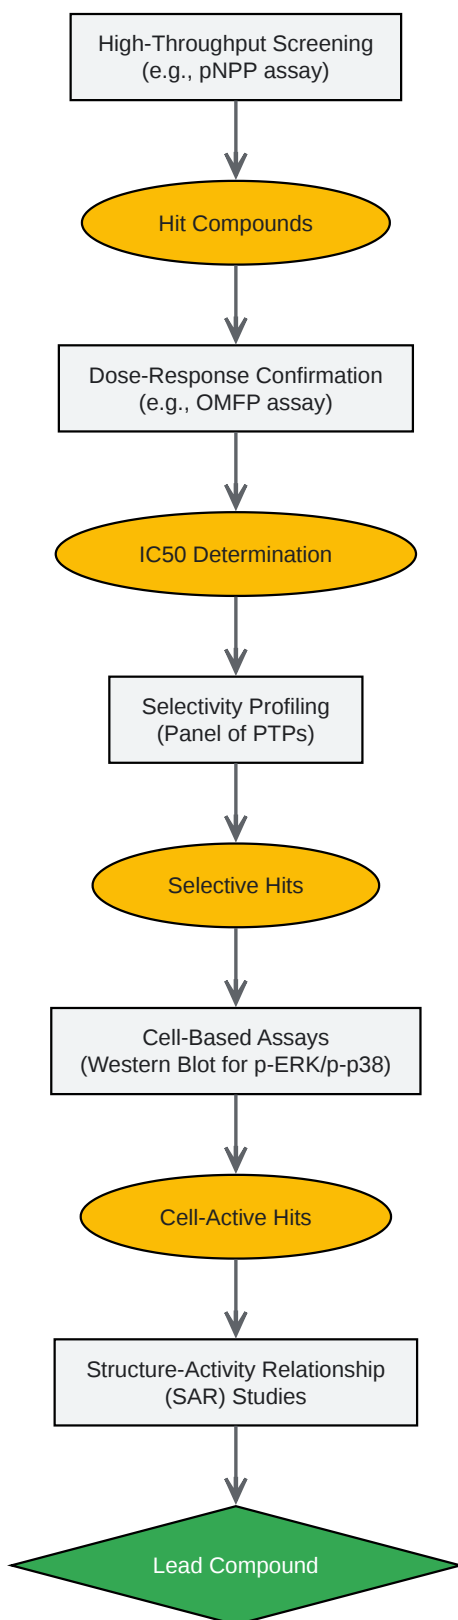 High-Throughput Screening
(e.g., pNPP assay)
Hit Compounds
Dose-Response Confirmation
(e.g., OMFP assay)
IC50 Determination
Selectivity Profiling
(Panel of PTPs)
Selective Hits
Cell-Based Assays
(Western Blot for p-ERK/p-p38)
Cell-Active Hits
Structure-Activity Relationship
(SAR) Studies
Lead Compound